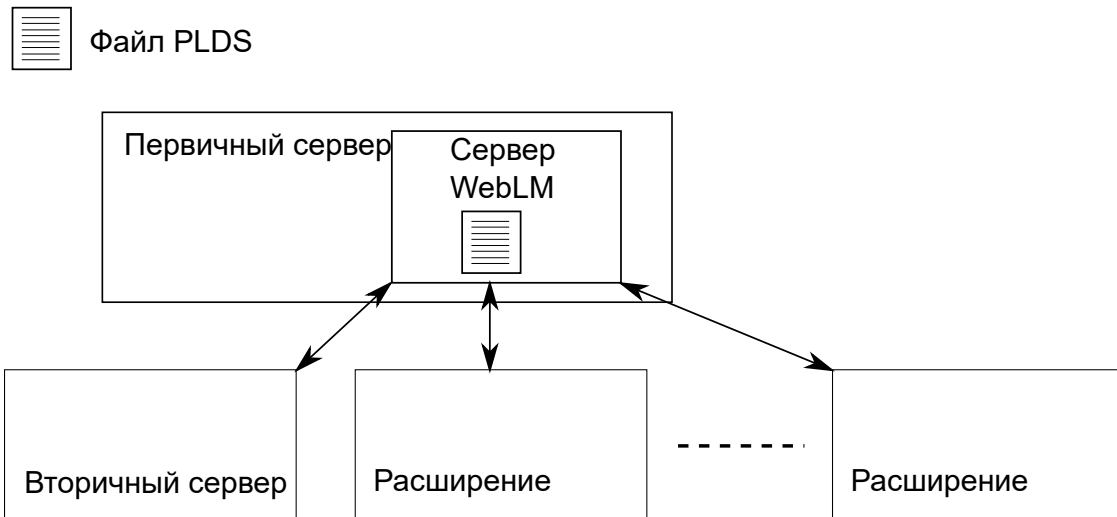 Файл PLDS
Первичный сервер
Сервер
WebLM
Вторичный сервер
Расширение
Расширение